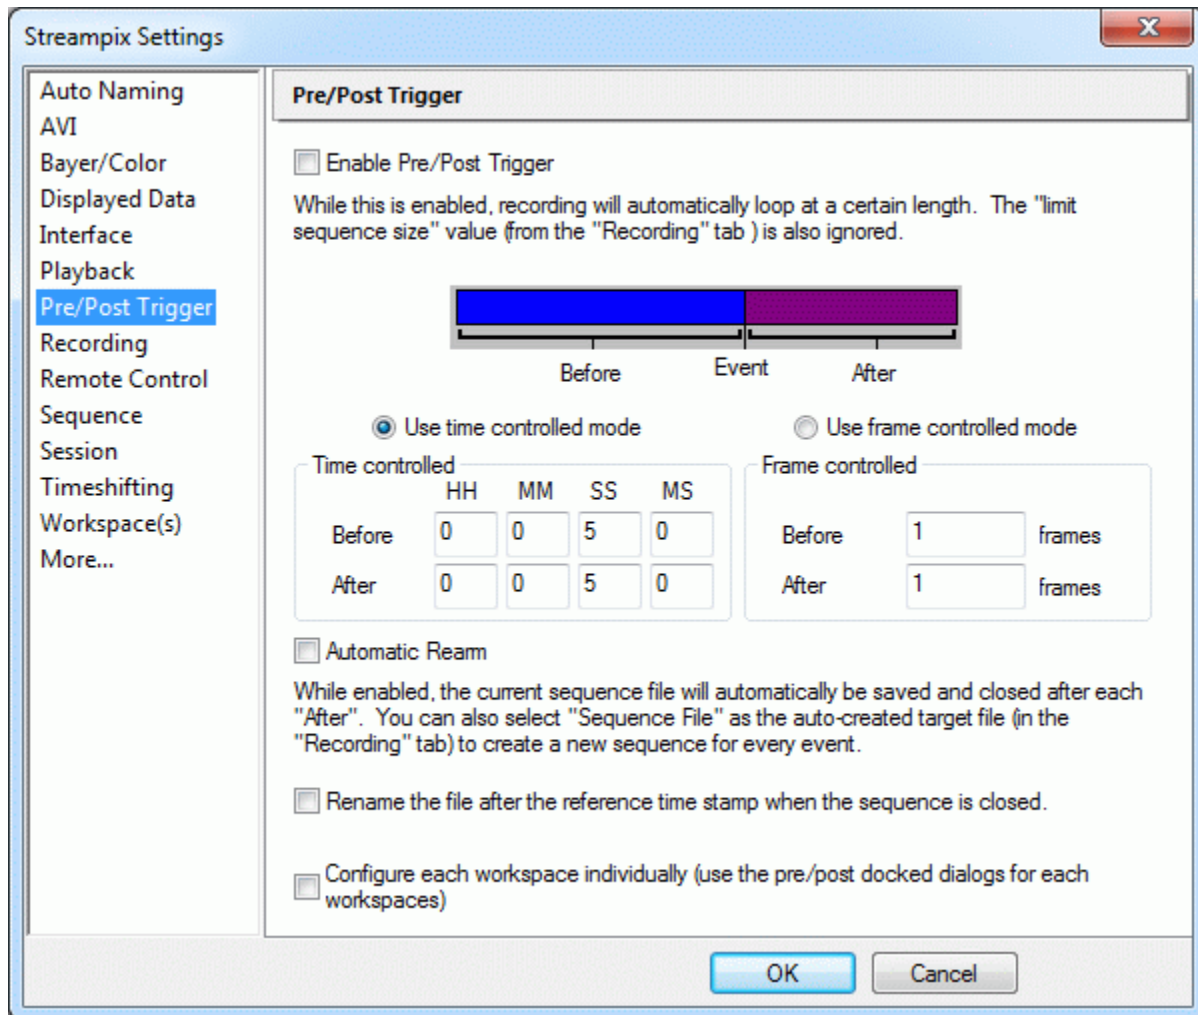 Streampix Settings
Auto Naming
AVI
Bayer/Color
Displayed Data
Interface
Playback
Pre/Post Trigger
Recording
Remote Control
Sequence
Session
Timeshifting
Workspace(s)
More...
Pre/Post Trigger
Enable Pre/Post Trigger
While this is enabled, recording will automatically loop at a certain length. The "limit
sequence size" value (from the "Recording" tab ) is also ignored.
Before Event After
Use time controlled mode Use frame controlled mode
Time controlled
HH MM SS MS
Before 0 0 5 0
After 0 0 5 0
Frame controlled
Before 1 frames
After 1 frames
Automatic Rearm
While enabled, the current sequence file will automatically be saved and closed after each
"After". You can also select "Sequence File" as the auto-created target file (in the
"Recording" tab) to create a new sequence for every event.
Rename the file after the reference time stamp when the sequence is closed.
Configure each workspace individually (use the pre/post docked dialogs for each
workspaces)
OK Cancel